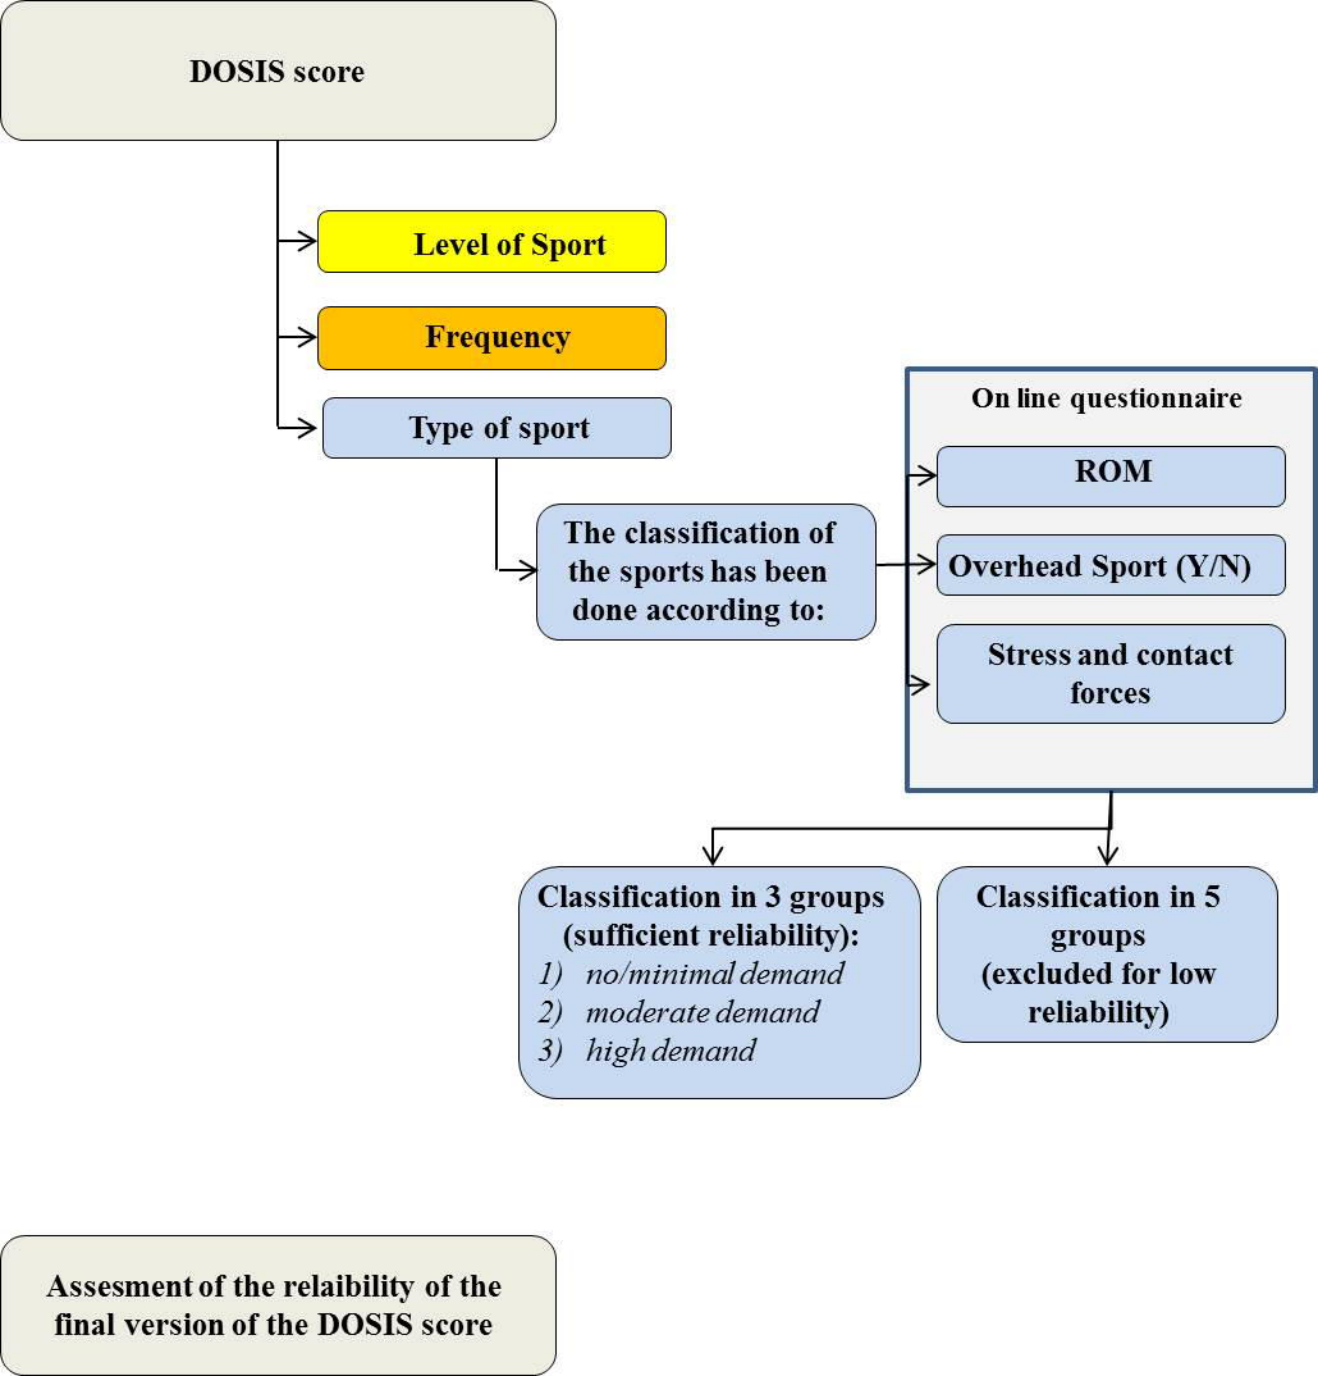 DOSIS score
Level of Sport
Frequency
Type of sport
On line questionnaire
ROM
Overhead Sport (Y/N)
Stress and contact
forces
The classification of
the sports has been
done according to:
Classification in 3 groups
(sufficient reliability):
1) no/minimal demand
2) moderate demand
3) high demand
Classification in 5
groups
(excluded for low
reliability)
Assesment of the relaibility of the
final version of the DOSIS score